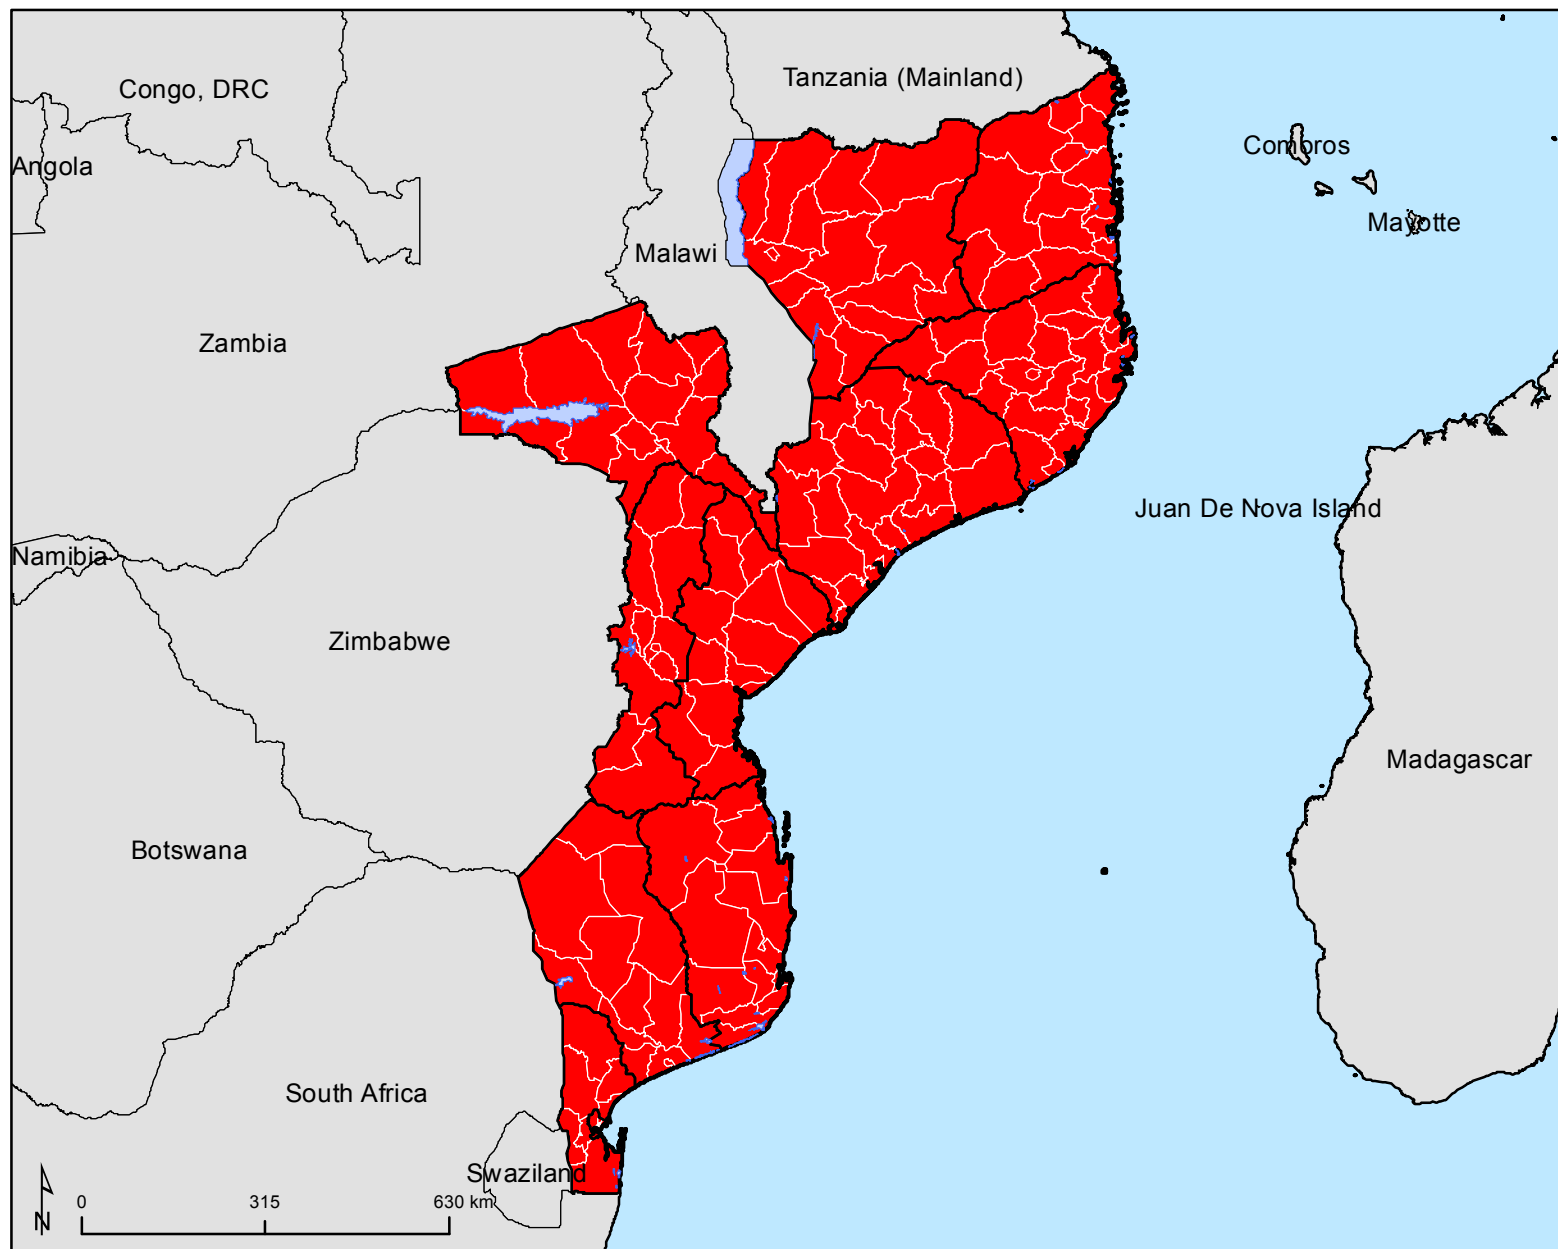 Tanzania (Mainland)
Congo, DRC
Comoros
Angola
Mayotte
Malawi
Zambia
Juan De Nova Island
Namibia
Zimbabwe
Madagascar
Botswana
South Africa
Swaziland
0 315 630 km
N